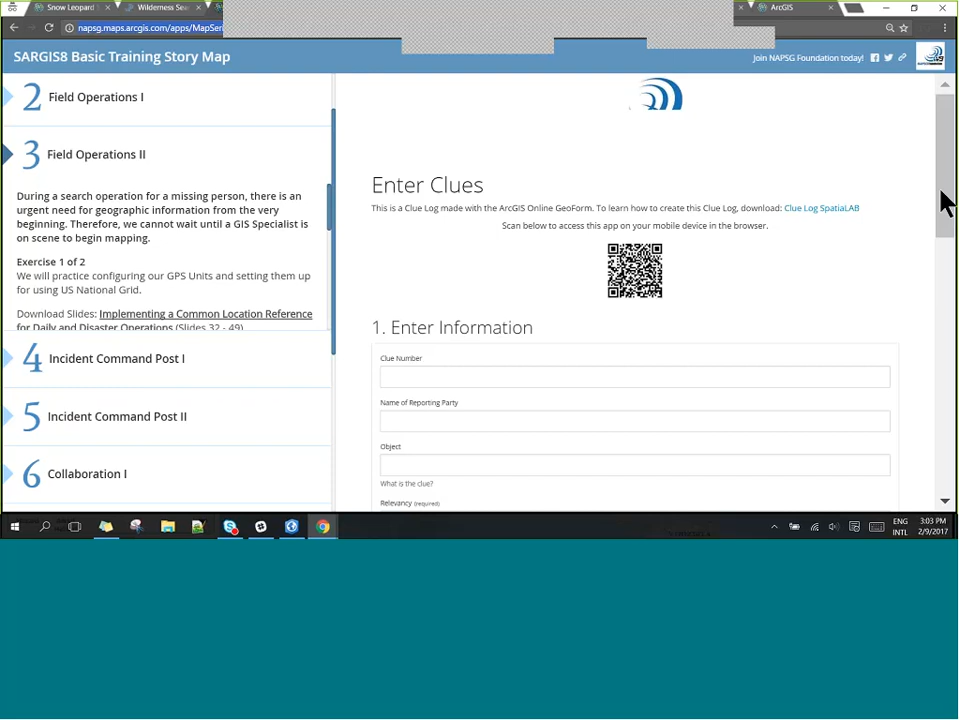 Snow Leopard
Wilderness Sea
ArcGIS
napsg.maps.arcgis.com/apps/MapSeri
SARGIS8 Basic Training Story Map
Join NAPSG Foundation today!
2 Field Operations I
3 Field Operations II
During a search operation for a missing person, there is an
urgent need for geographic information from the very
beginning. Therefore, we cannot wait until a GIS Specialist is
on scene to begin mapping.
Exercise 1 of 2
We will practice configuring our GPS Units and setting them up
for using US National Grid.
Download Slides: Implementing a Common Location Reference
for Daily and Disaster Operations (Slides 32 - 49)
4 Incident Command Post I
5 Incident Command Post II
6 Collaboration I
Enter Clues
This is a Clue Log made with the ArcGIS Online GeoForm. To learn how to create this Clue Log, download: Clue Log SpatiaLAB
Scan below to access this app on your mobile device in the browser.
1. Enter Information
Clue Number
Name of Reporting Party
Object
What is the clue?
Relevancy (required)
ENG 3:03 PM
INTL 2/9/2017